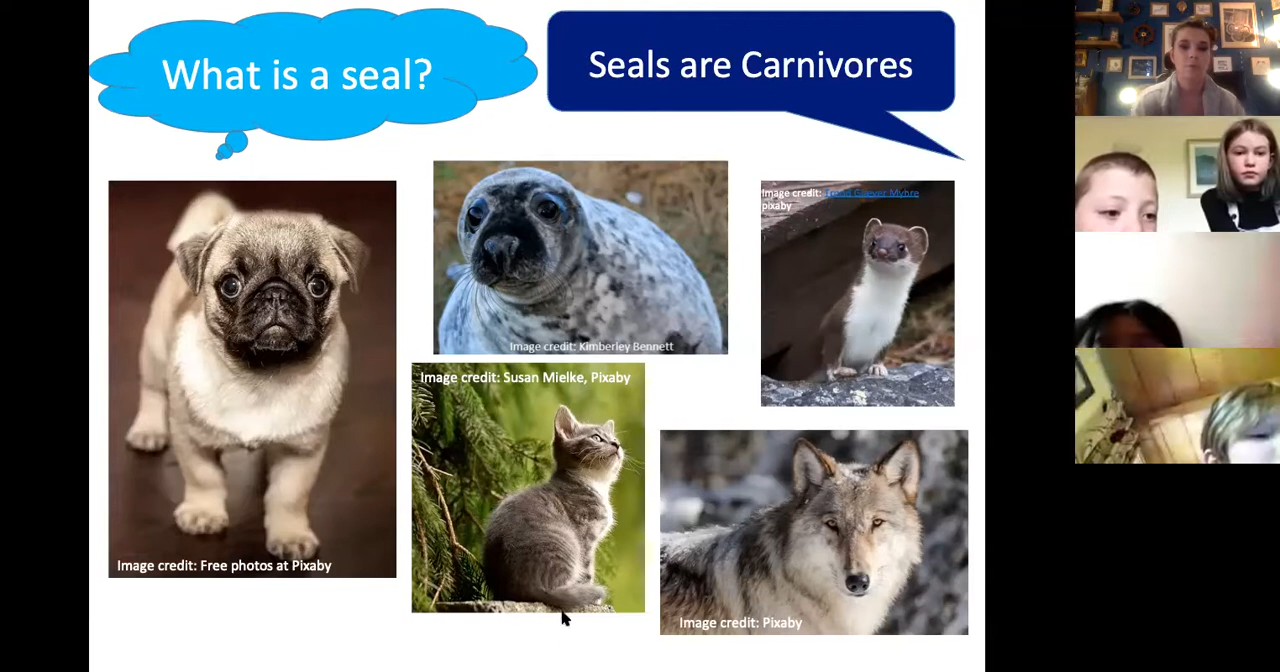 What is a seal?
Seals are Carnivores
Image credit:
pixaby
Image credit: Kimberley Bennett
Image credit: Susan Mielke, Pixaby
Image credit: Free photos at Pixaby
Image credit: Pixaby